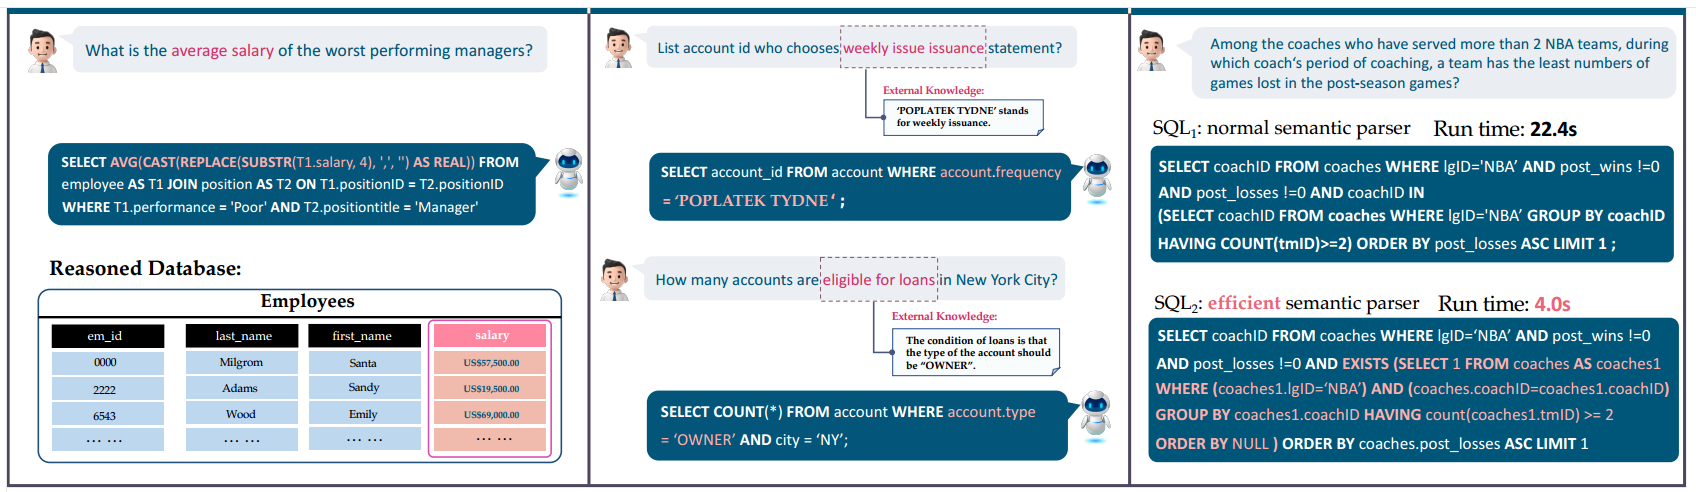 What is the average salary of the worst performing managers?
SELECT AVG(CAST(REPLACE(SUBSTR(T1.salary, 4), ',', '') AS REAL)) FROM
employee AS T1 JOIN position AS T2 ON T1.positionID = T2.positionID
WHERE T1.performance = 'Poor' AND T2.positiontitle = 'Manager'
Reasoned Database:
Employees
em_id last_name first_name salary
0000 Milgrom Santa US$57,500.00
2222 Adams Sandy US$19,500.00
6543 Wood Emily US$69,000.00
... ... ... ... ... ... ... ...
List account id who chooses weekly issue issuance statement?
External Knowledge:
‘POPLATEK TYDNE’ stands
for weekly issuance.
SELECT account_id FROM account WHERE account.frequency
= ‘POPLATEK TYDNE‘ ;
How many accounts are eligible for loans in New York City?
External Knowledge:
The condition of loans is that
the type of the account should
be “OWNER”.
SELECT COUNT(*) FROM account WHERE account.type
= ‘OWNER’ AND city = ‘NY’;
Among the coaches who have served more than 2 NBA teams, during
which coach‘s period of coaching, a team has the least numbers of
games lost in the post-season games?
SQL1: normal semantic parser Run time: 22.4s
SELECT coachID FROM coaches WHERE lgID='NBA’ AND post_wins !=0
AND post_losses !=0 AND coachID IN
(SELECT coachID FROM coaches WHERE lgID='NBA’ GROUP BY coachID
HAVING COUNT(tmID)>=2) ORDER BY post_losses ASC LIMIT 1 ;
SQL2: efficient semantic parser Run time: 4.0s
SELECT coachID FROM coaches WHERE lgID=‘NBA’ AND post_wins !=0
AND post_losses !=0 AND EXISTS (SELECT 1 FROM coaches AS coaches1
WHERE (coaches1.lgID=‘NBA’) AND (coaches.coachID=coaches1.coachID)
GROUP BY coaches1.coachID HAVING count(coaches1.tmID) >= 2
ORDER BY NULL ) ORDER BY coaches.post_losses ASC LIMIT 1